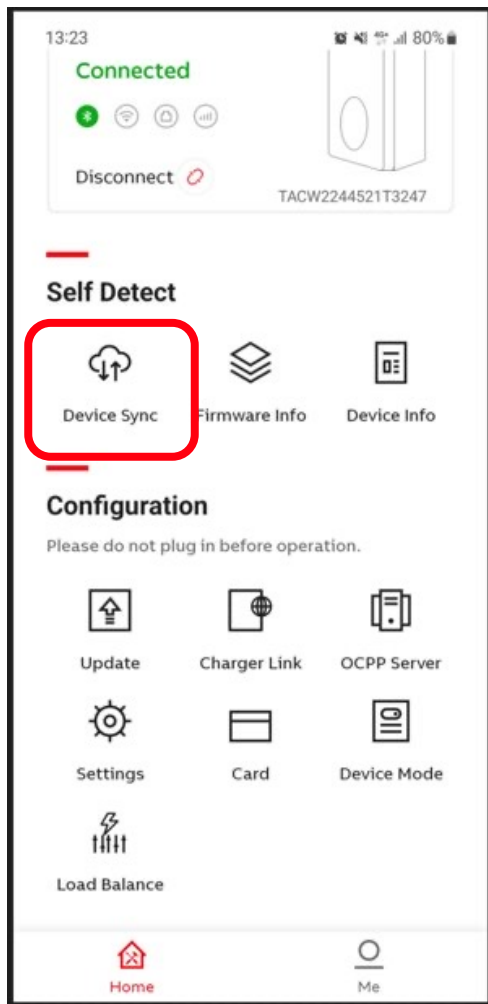 13:23 80%
Connected
Disconnect
TACW2244521T3247
Self Detect
Device Sync Firmware Info Device Info
Configuration
Please do not plug in before operation.
Update Charger Link OCPP Server
Settings Card Device Mode
Load Balance
Home Me